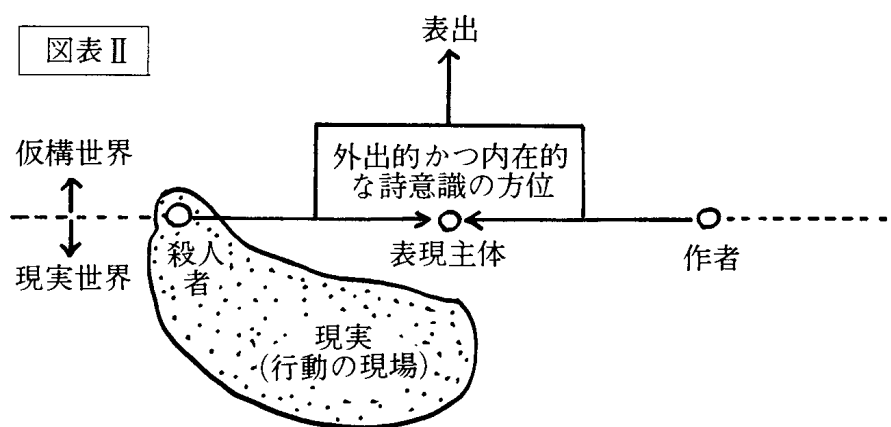 図表Ⅱ
表出
仮構世界
外出的かつ内在的
な詩意識の方位
現実世界
殺人
者
表現主体
作者
現実
(行動の現場)